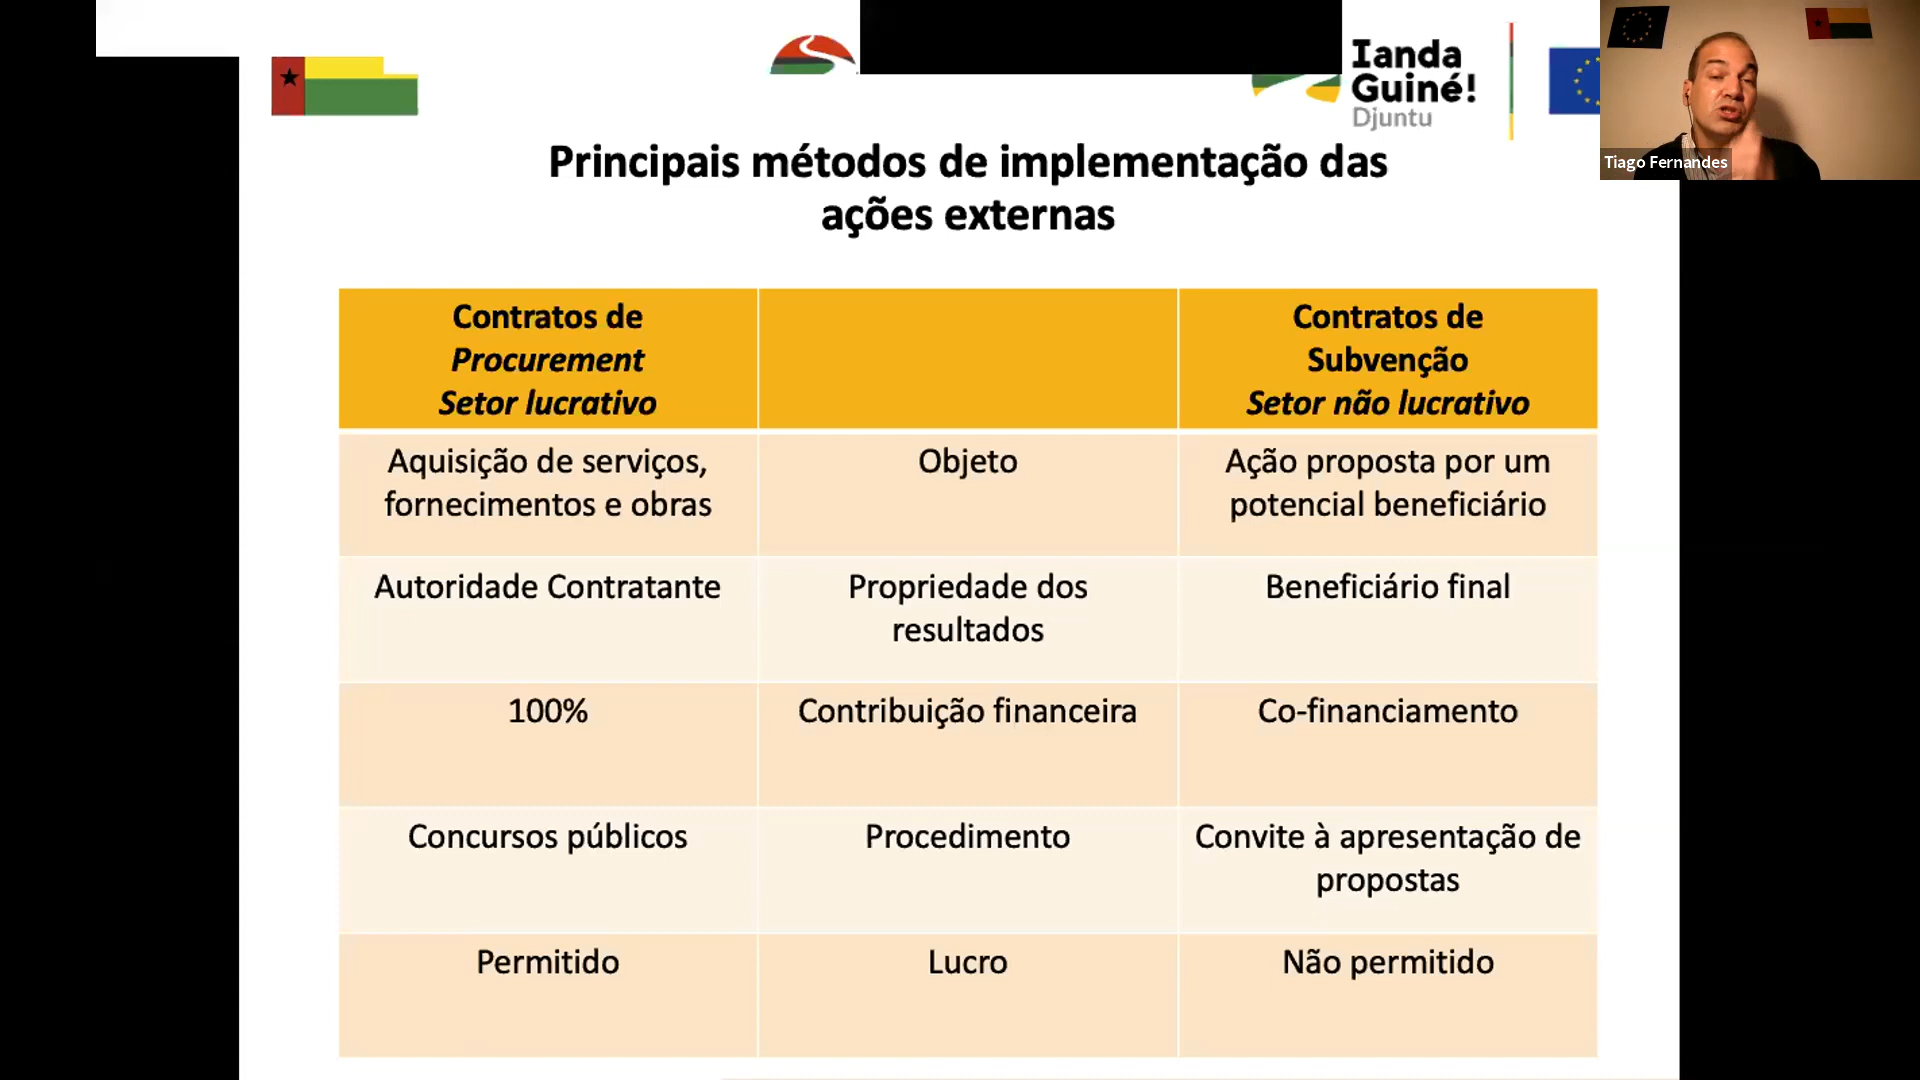 Ianda
Guiné!
Djuntu
Tiago Fernandes
Principais métodos de implementação das
ações externas
Contratos de
Procurement
Setor lucrativo
Contratos de
Subvenção
Setor não lucrativo
Aquisição de serviços,
fornecimentos e obras
Objeto
Ação proposta por um
potencial beneficiário
Autoridade Contratante
Propriedade dos
resultados
Beneficiário final
100%
Contribuição financeira
Co-financiamento
Concursos públicos
Procedimento
Convite à apresentação de
propostas
Permitido
Lucro
Não permitido